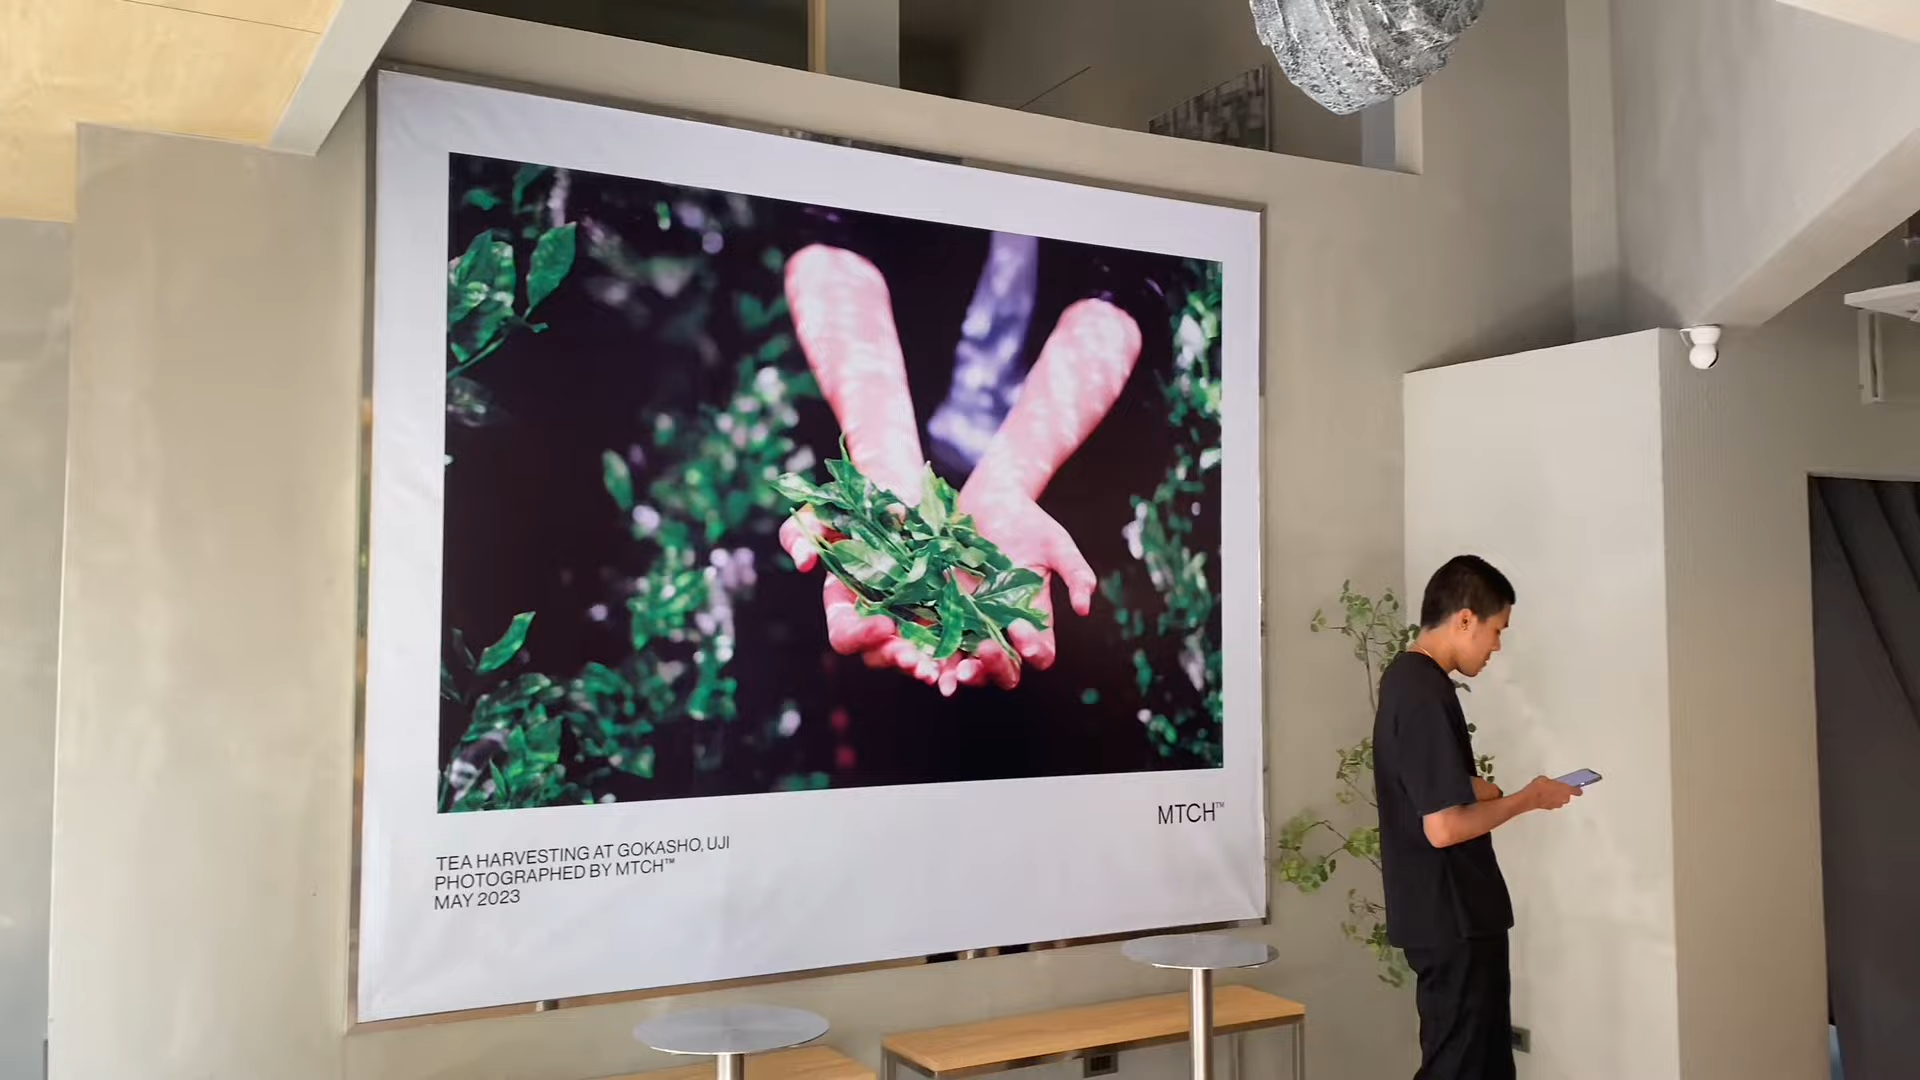 MTCH™
TEA HARVESTING AT GOKASHO, UJI
PHOTOGRAPHED BY MTCH™
MAY 2023